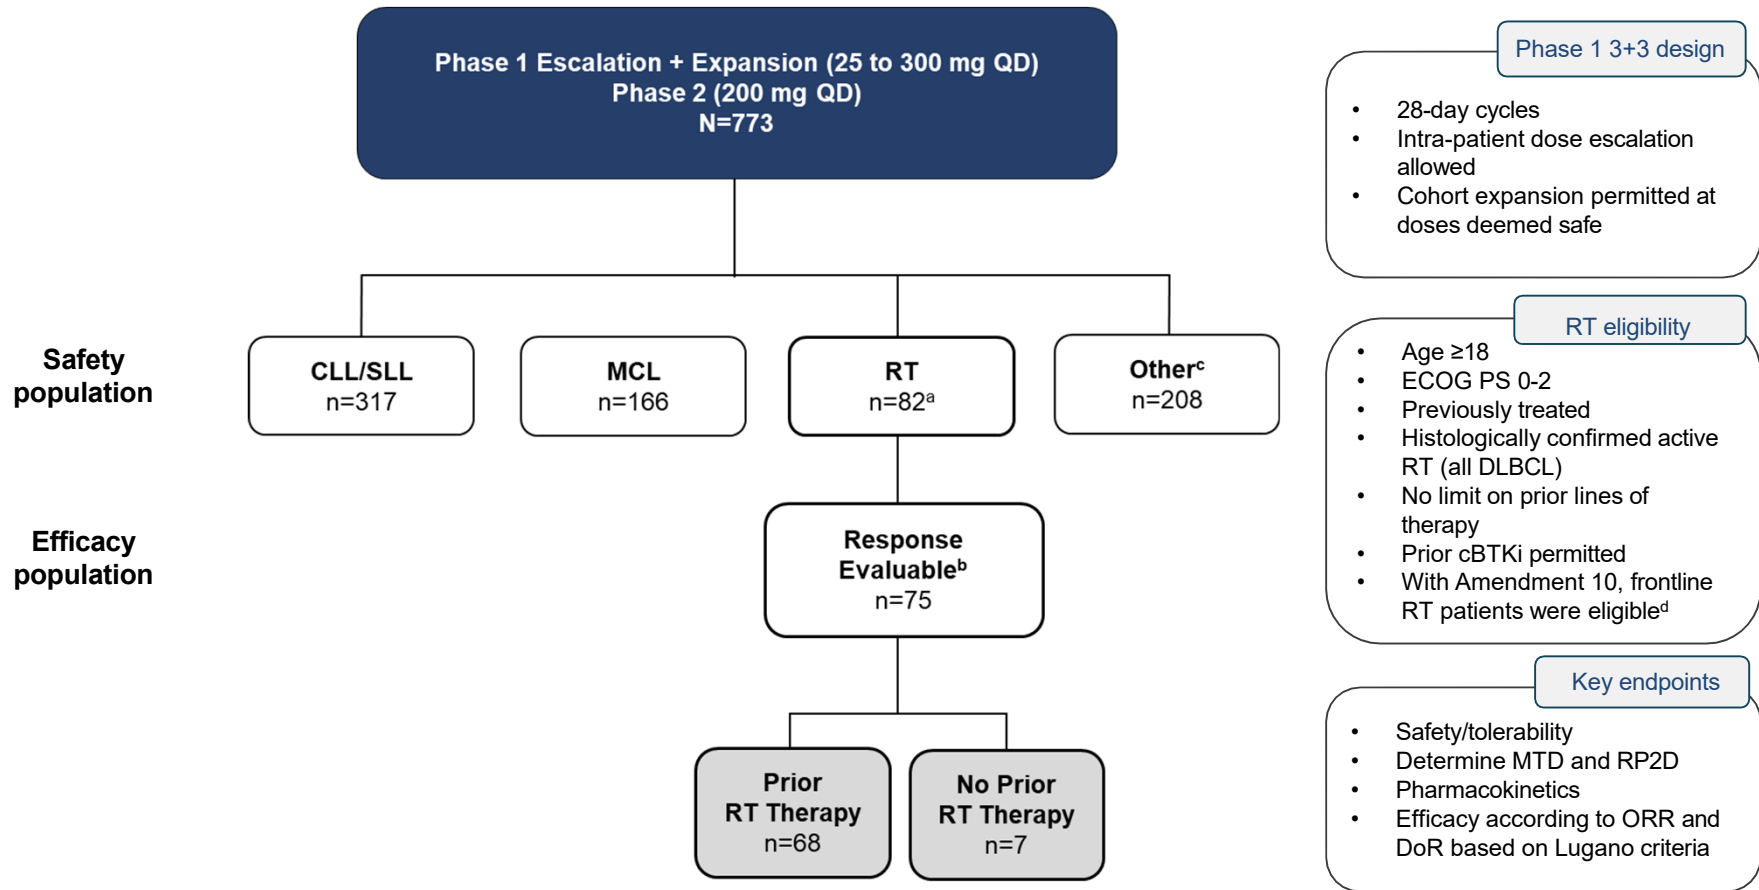 Phase 1 Escalation + Expansion (25 to 300 mg QD)
Phase 2 (200 mg QD)
N=773
Safety
population
CLL/SLL
n=317
MCL
n=166
RT
n=82ᵃ
Otherᶜ
n=208
Efficacy
population
Response
Evaluableᵇ
n=75
Prior
RT Therapy
n=68
No Prior
RT Therapy
n=7
Phase 1 3+3 design
• 28-day cycles
• Intra-patient dose escalation
allowed
• Cohort expansion permitted at
doses deemed safe
RT eligibility
• Age ≥18
• ECOG PS 0-2
• Previously treated
• Histologically confirmed active
RT (all DLBCL)
• No limit on prior lines of
therapy
• Prior cBTKi permitted
• With Amendment 10, frontline
RT patients were eligibleᵈ
Key endpoints
• Safety/tolerability
• Determine MTD and RP2D
• Pharmacokinetics
• Efficacy according to ORR and
DoR based on Lugano criteria